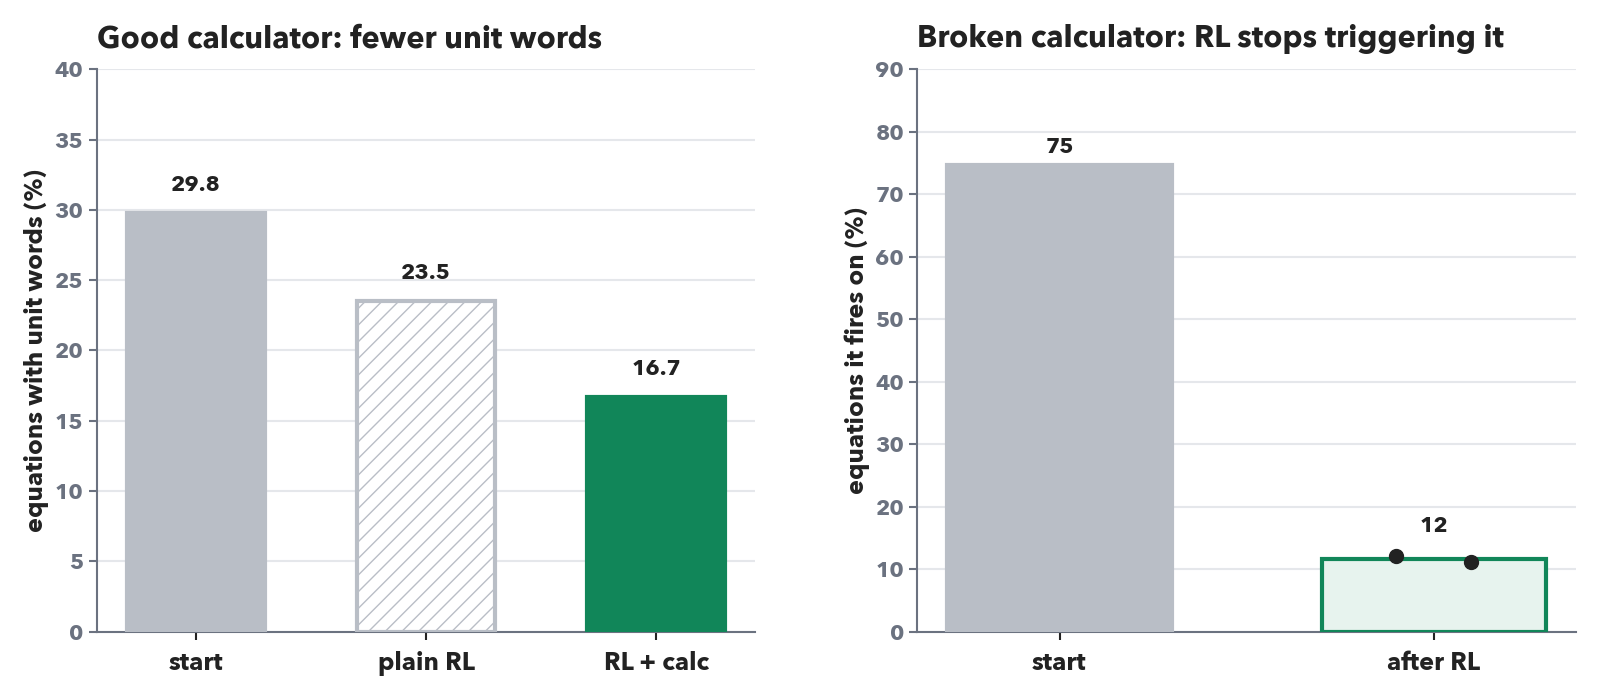 Good calculator: fewer unit words
equations with unit words (%)
40
35
30
25
20
15
10
5
0
29.8
23.5
16.7
start
plain RL
RL + calc
Broken calculator: RL stops triggering it
equations it fires on (%)
90
80
70
60
50
40
30
20
10
0
75
12
start
after RL